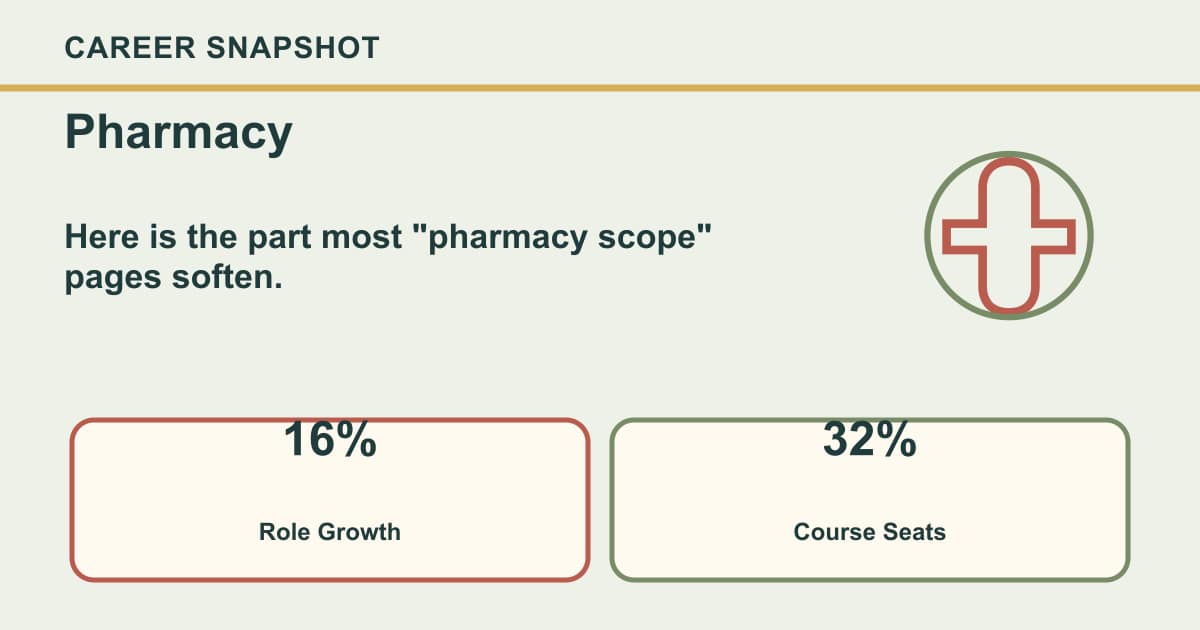 CAREER SNAPSHOT
Pharmacy
Here is the part most "pharmacy scope"
pages soften.
16%
Role Growth
32%
Course Seats